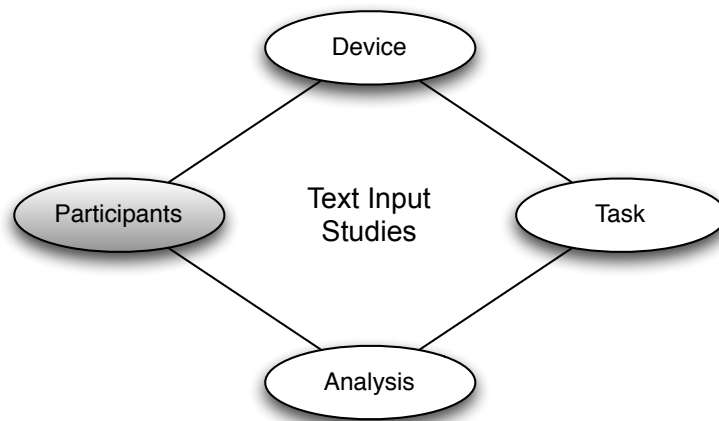 Device
Participants
Text Input
Studies
Task
Analysis